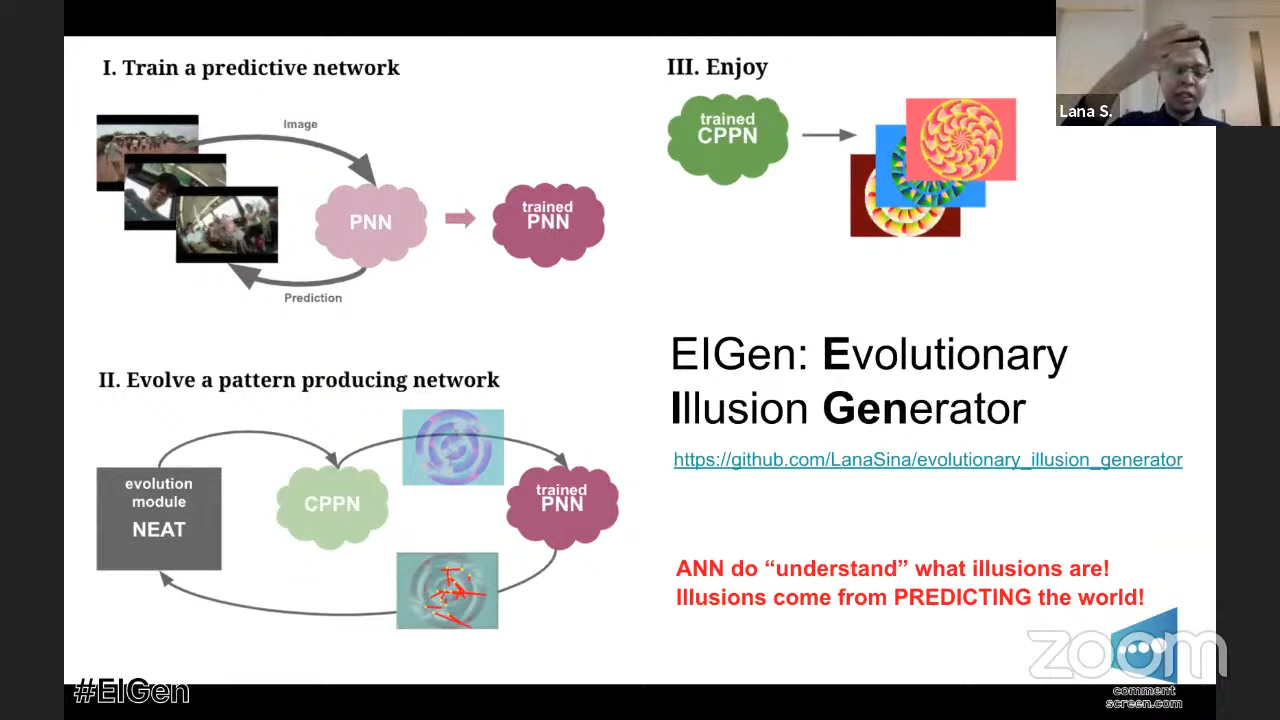 I. Train a predictive network
Image
PNN
trained
PNN
Prediction
II. Evolve a pattern producing network
evolution
module
NEAT
CPPN
trained
PNN
III. Enjoy
trained
CPPN
Lana S.
EIGen: Evolutionary
Illusion Generator
https://github.com/LanaSina/evolutionary_illusion_generator
ANN do “understand” what illusions are!
Illusions come from PREDICTING the world!
zoom
#EIGen
comment
screen.com